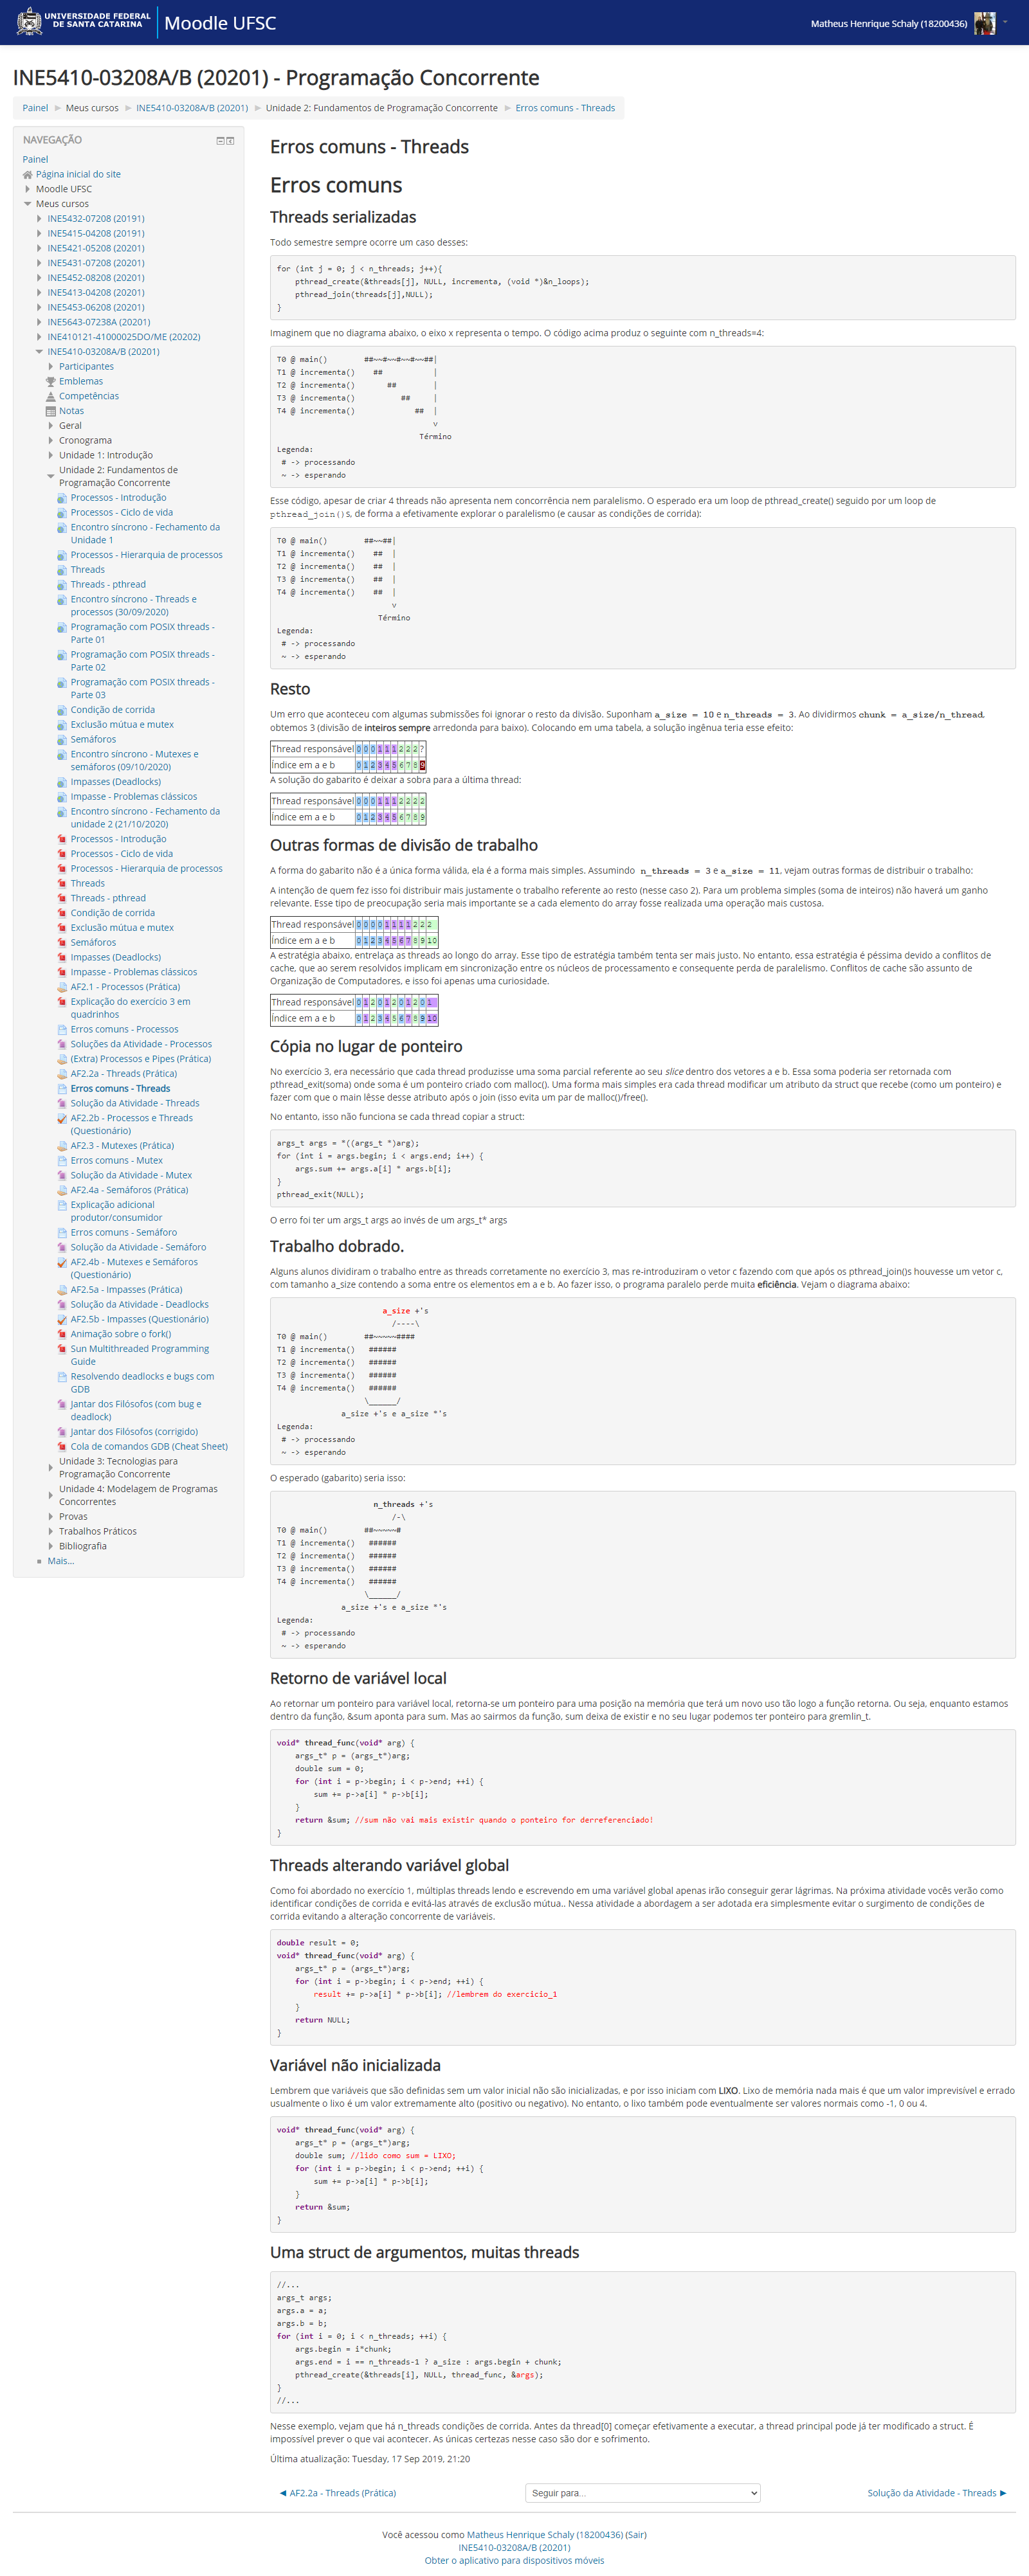 UNIVERSIDADE FEDERAL
DE SANTA CATARINA
Moodle UFSC
Matheus Henrique Schaly (18200436)
INE5410-03208A/B (20201) - Programação Concorrente
Painel ► Meus cursos ► INE5410-03208A/B (20201) ► Unidade 2: Fundamentos de Programação Concorrente ► Erros comuns - Threads
NAVEGAÇÃO
Painel
Página inicial do site
Moodle UFSC
Meus cursos
INE5432-07208 (20191)
INE5415-04208 (20191)
INE5421-05208 (20201)
INE5431-07208 (20201)
INE5452-08208 (20201)
INE5413-04208 (20201)
INE5453-06208 (20201)
INE5643-07238A (20201)
INE410121-41000025DO/ME (20202)
INE5410-03208A/B (20201)
Participantes
Emblemas
Competências
Notas
Geral
Cronograma
Unidade 1: Introdução
Unidade 2: Fundamentos de
Programação Concorrente
Processos - Introdução
Processos - Ciclo de vida
Encontro síncrono - Fechamento da
Unidade 1
Processos - Hierarquia de processos
Threads
Threads - pthread
Encontro síncrono - Threads e
processos (30/09/2020)
Programação com POSIX threads -
Parte 01
Programação com POSIX threads -
Parte 02
Programação com POSIX threads -
Parte 03
Condição de corrida
Exclusão mútua e mutex
Semáforos
Encontro síncrono - Mutexes e
semáforos (09/10/2020)
Impasses (Deadlocks)
Impasse - Problemas clássicos
Encontro síncrono - Fechamento da
unidade 2 (21/10/2020)
Processos - Introdução
Processos - Ciclo de vida
Processos - Hierarquia de processos
Threads
Threads - pthread
Condição de corrida
Exclusão mútua e mutex
Semáforos
Impasses (Deadlocks)
Impasse - Problemas clássicos
AF2.1 - Processos (Prática)
Explicação do exercício 3 em
quadrinhos
Erros comuns - Processos
Soluções da Atividade - Processos
(Extra) Processos e Pipes (Prática)
AF2.2a - Threads (Prática)
Erros comuns - Threads
Solução da Atividade - Threads
AF2.2b - Processos e Threads
(Questionário)
AF2.3 - Mutexes (Prática)
Erros comuns - Mutex
Solução da Atividade - Mutex
AF2.4a - Semáforos (Prática)
Explicação adicional
produtor/consumidor
Erros comuns - Semáforo
Solução da Atividade - Semáforo
AF2.4b - Mutexes e Semáforos
(Questionário)
AF2.5a - Impasses (Prática)
Solução da Atividade - Deadlocks
AF2.5b - Impasses (Questionário)
Animação sobre o fork()
Sun Multithreaded Programming
Guide
Resolvendo deadlocks e bugs com
GDB
Jantar dos Filósofos (com bug e
deadlock)
Jantar dos Filósofos (corrigido)
Cola de comandos GDB (Cheat Sheet)
Unidade 3: Tecnologias para
Programação Concorrente
Unidade 4: Modelagem de Programas
Concorrentes
Provas
Trabalhos Práticos
Bibliografia
Mais...
Erros comuns - Threads
Erros comuns
Threads serializadas
Todo semestre sempre ocorre um caso desses:
for (int j = 0; j < n_threads; j++){
    pthread_create(&threads[j], NULL, incrementa, (void *)&n_loops);
    pthread_join(threads[j],NULL);
}
Imaginem que no diagrama abaixo, o eixo x representa o tempo. O código acima produz o seguinte com n_threads=4:
T0 @ main()        ##~~#~~#~~#~~##|
T1 @ incrementa()    ##           |
T2 @ incrementa()       ##        |
T3 @ incrementa()          ##     |
T4 @ incrementa()             ##  |
                                  v
                               Término
Legenda:
 # -> processando
 ~ -> esperando
Esse código, apesar de criar 4 threads não apresenta nem concorrência nem paralelismo. O esperado era um loop de pthread_create() seguido por um loop de
pthread_join()s, de forma a efetivamente explorar o paralelismo (e causar as condições de corrida):
T0 @ main()        ##~~##|
T1 @ incrementa()    ##  |
T2 @ incrementa()    ##  |
T3 @ incrementa()    ##  |
T4 @ incrementa()    ##  |
                         v
                      Término
Legenda:
 # -> processando
 ~ -> esperando
Resto
Um erro que aconteceu com algumas submissões foi ignorar o resto da divisão. Suponham a_size = 10 e n_threads = 3. Ao dividirmos chunk = a_size/n_thread,
obtemos 3 (divisão de inteiros sempre arredonda para baixo). Colocando em uma tabela, a solução ingênua teria esse efeito:
Thread responsável 0 0 0 1 1 1 2 2 2 ?
Índice em a e b 0 1 2 3 4 5 6 7 8 9
A solução do gabarito é deixar a sobra para a última thread:
Thread responsável 0 0 0 1 1 1 2 2 2 2
Índice em a e b 0 1 2 3 4 5 6 7 8 9
Outras formas de divisão de trabalho
A forma do gabarito não é a única forma válida, ela é a forma mais simples. Assumindo n_threads = 3 e a_size = 11, vejam outras formas de distribuir o trabalho:
A intenção de quem fez isso foi distribuir mais justamente o trabalho referente ao resto (nesse caso 2). Para um problema simples (soma de inteiros) não haverá um ganho
relevante. Esse tipo de preocupação seria mais importante se a cada elemento do array fosse realizada uma operação mais custosa.
Thread responsável 0 0 0 0 1 1 1 1 2 2 2
Índice em a e b 0 1 2 3 4 5 6 7 8 9 10
A estratégia abaixo, entrelaça as threads ao longo do array. Esse tipo de estratégia também tenta ser mais justo. No entanto, essa estratégia é péssima devido a conflitos de
cache, que ao serem resolvidos implicam em sincronização entre os núcleos de processamento e consequente perda de paralelismo. Conflitos de cache são assunto de
Organização de Computadores, e isso foi apenas uma curiosidade.
Thread responsável 0 1 2 0 1 2 0 1 2 0 1
Índice em a e b 0 1 2 3 4 5 6 7 8 9 10
Cópia no lugar de ponteiro
No exercício 3, era necessário que cada thread produzisse uma soma parcial referente ao seu slice dentro dos vetores a e b. Essa soma poderia ser retornada com
pthread_exit(soma) onde soma é um ponteiro criado com malloc(). Uma forma mais simples era cada thread modificar um atributo da struct que recebe (como um ponteiro) e
fazer com que o main lêsse desse atributo após o join (isso evita um par de malloc()/free().
No entanto, isso não funciona se cada thread copiar a struct:
args_t args = *((args_t *)arg);
for (int i = args.begin; i < args.end; i++) {
    args.sum += args.a[i] * args.b[i];
}
pthread_exit(NULL);
O erro foi ter um args_t args ao invés de um args_t* args
Trabalho dobrado.
Alguns alunos dividiram o trabalho entre as threads corretamente no exercício 3, mas re-introduziram o vetor c fazendo com que após os pthread_join()s houvesse um vetor c,
com tamanho a_size contendo a soma entre os elementos em a e b. Ao fazer isso, o programa paralelo perde muita eficiência. Vejam o diagrama abaixo:
                       a_size +'s
                         /----\
T0 @ main()        ##~~~~~####
T1 @ incrementa()   ######
T2 @ incrementa()   ######
T3 @ incrementa()   ######
T4 @ incrementa()   ######
                   \______/
              a_size +'s e a_size *'s
Legenda:
 # -> processando
 ~ -> esperando
O esperado (gabarito) seria isso:
                     n_threads +'s
                         /-\
T0 @ main()        ##~~~~~#
T1 @ incrementa()   ######
T2 @ incrementa()   ######
T3 @ incrementa()   ######
T4 @ incrementa()   ######
                   \______/
              a_size +'s e a_size *'s
Legenda:
 # -> processando
 ~ -> esperando
Retorno de variável local
Ao retornar um ponteiro para variável local, retorna-se um ponteiro para uma posição na memória que terá um novo uso tão logo a função retorna. Ou seja, enquanto estamos
dentro da função, &sum aponta para sum. Mas ao sairmos da função, sum deixa de existir e no seu lugar podemos ter ponteiro para gremlin_t.
void* thread_func(void* arg) {
    args_t* p = (args_t*)arg;
    double sum = 0;
    for (int i = p->begin; i < p->end; ++i) {
        sum += p->a[i] * p->b[i];
    }
    return &sum; //sum não vai mais existir quando o ponteiro for derreferenciado!
}
Threads alterando variável global
Como foi abordado no exercício 1, múltiplas threads lendo e escrevendo em uma variável global apenas irão conseguir gerar lágrimas. Na próxima atividade vocês verão como
identificar condições de corrida e evitá-las através de exclusão mútua.. Nessa atividade a abordagem a ser adotada era simplesmente evitar o surgimento de condições de
corrida evitando a alteração concorrente de variáveis.
double result = 0;
void* thread_func(void* arg) {
    args_t* p = (args_t*)arg;
    for (int i = p->begin; i < p->end; ++i) {
        result += p->a[i] * p->b[i]; //lembrem do exercicio_1
    }
    return NULL;
}
Variável não inicializada
Lembrem que variáveis que são definidas sem um valor inicial não são inicializadas, e por isso iniciam com LIXO. Lixo de memória nada mais é que um valor imprevisível e errado
usualmente o lixo é um valor extremamente alto (positivo ou negativo). No entanto, o lixo também pode eventualmente ser valores normais como -1, 0 ou 4.
void* thread_func(void* arg) {
    args_t* p = (args_t*)arg;
    double sum; //lido como sum = LIXO;
    for (int i = p->begin; i < p->end; ++i) {
        sum += p->a[i] * p->b[i];
    }
    return &sum;
}
Uma struct de argumentos, muitas threads
//...
args_t args;
args.a = a;
args.b = b;
for (int i = 0; i < n_threads; ++i) {
    args.begin = i*chunk;
    args.end = i == n_threads-1 ? a_size : args.begin + chunk;
    pthread_create(&threads[i], NULL, thread_func, &args);
}
//...
Nesse exemplo, vejam que há n_threads condições de corrida. Antes da thread[0] começar efetivamente a executar, a thread principal pode já ter modificado a struct. É
impossível prever o que vai acontecer. As únicas certezas nesse caso são dor e sofrimento.
Última atualização: Tuesday, 17 Sep 2019, 21:20
◄ AF2.2a - Threads (Prática)
Seguir para...
Solução da Atividade - Threads ►
Você acessou como Matheus Henrique Schaly (18200436) (Sair)
INE5410-03208A/B (20201)
Obter o aplicativo para dispositivos móveis